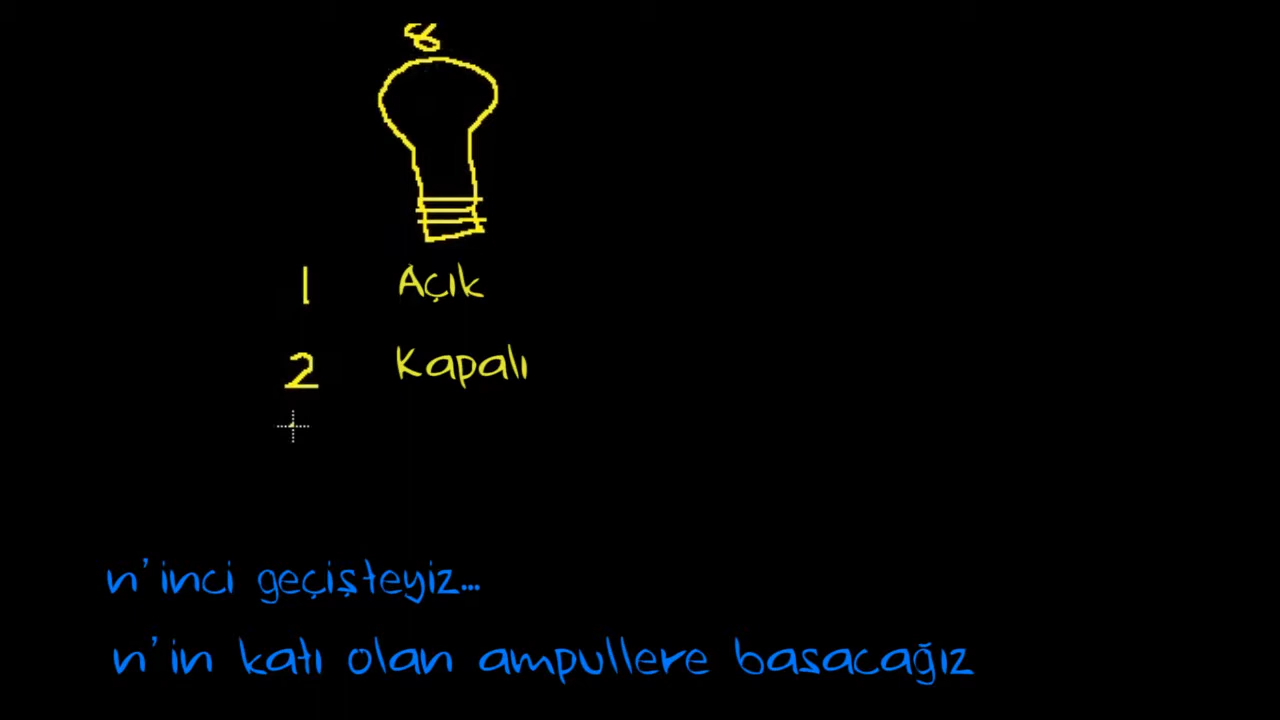 8
1 Açık
2 Kapalı
n'inci geçişteyiz...
n'in katı olan ampullere basacağız